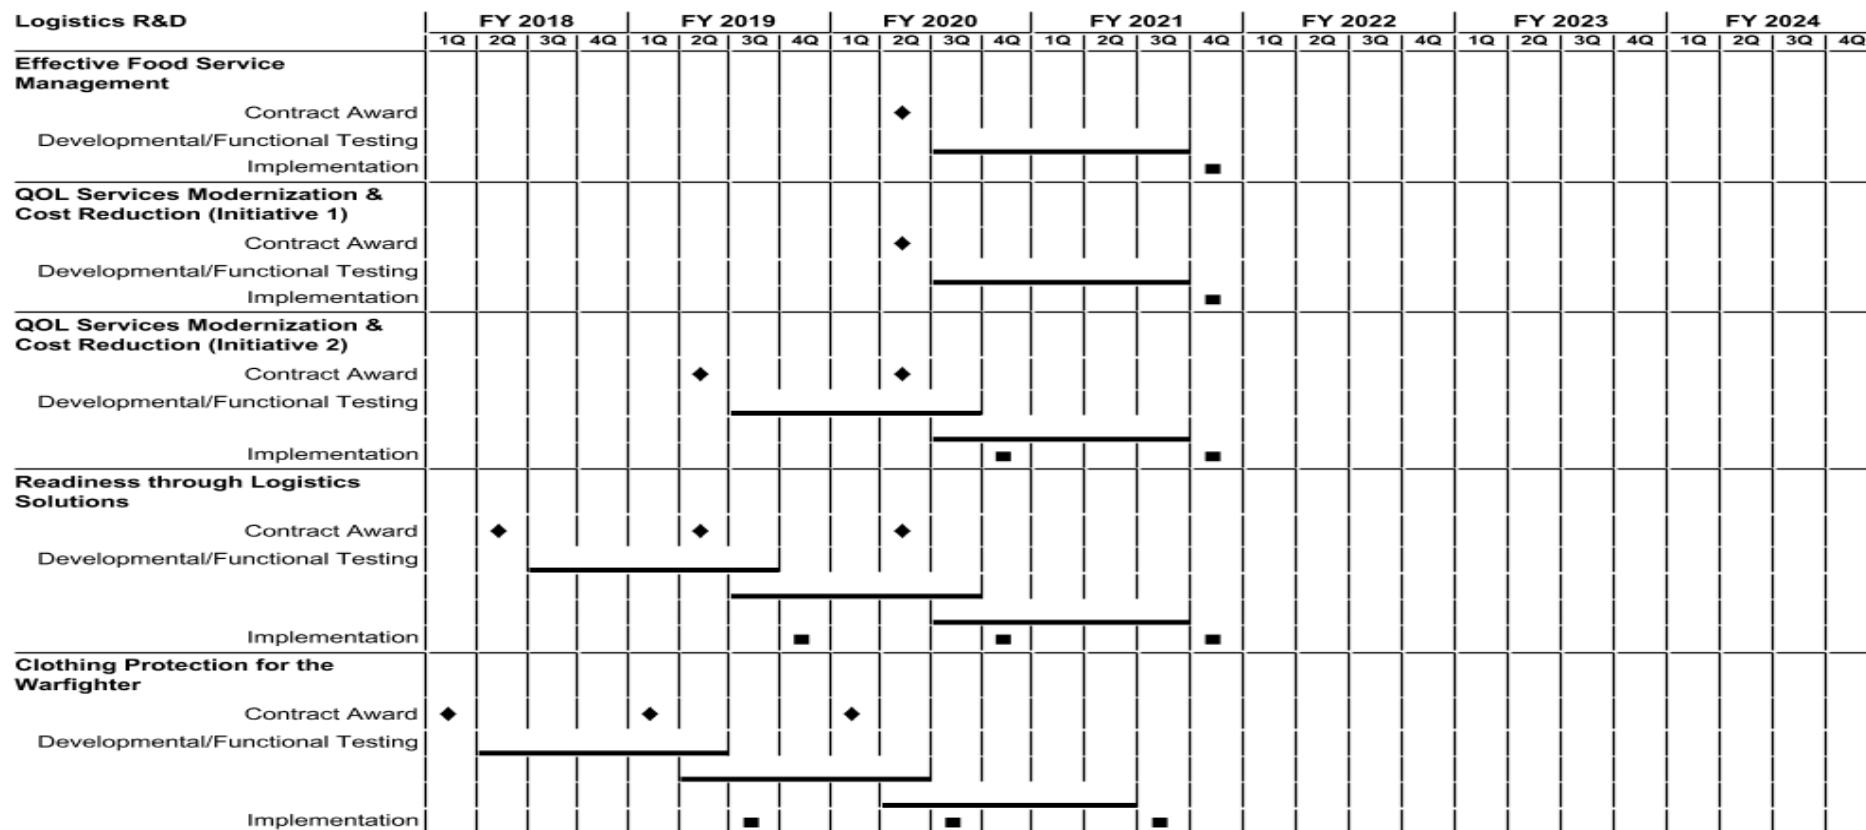 Logistics R&D FY 2018 FY 2019 FY 2020 FY 2021 FY 2022 FY 2023 FY 2024
1Q 2Q 3Q 4Q 1Q 2Q 3Q 4Q 1Q 2Q 3Q 4Q 1Q 2Q 3Q 4Q 1Q 2Q 3Q 4Q 1Q 2Q 3Q 4Q 1Q 2Q 3Q 4Q
Effective Food Service
Management
Contract Award
Developmental/Functional Testing
Implementation
QOL Services Modernization &
Cost Reduction (Initiative 1)
Contract Award
Developmental/Functional Testing
Implementation
QOL Services Modernization &
Cost Reduction (Initiative 2)
Contract Award
Developmental/Functional Testing
Implementation
Readiness through Logistics
Solutions
Contract Award
Developmental/Functional Testing
Implementation
Clothing Protection for the
Warfighter
Contract Award
Developmental/Functional Testing
Implementation